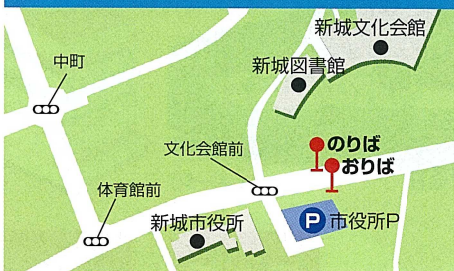 新城文化会館
中町
新城図書館
のりば
文化会館前
おりば
体育館前
新城市役所
P 市役所P